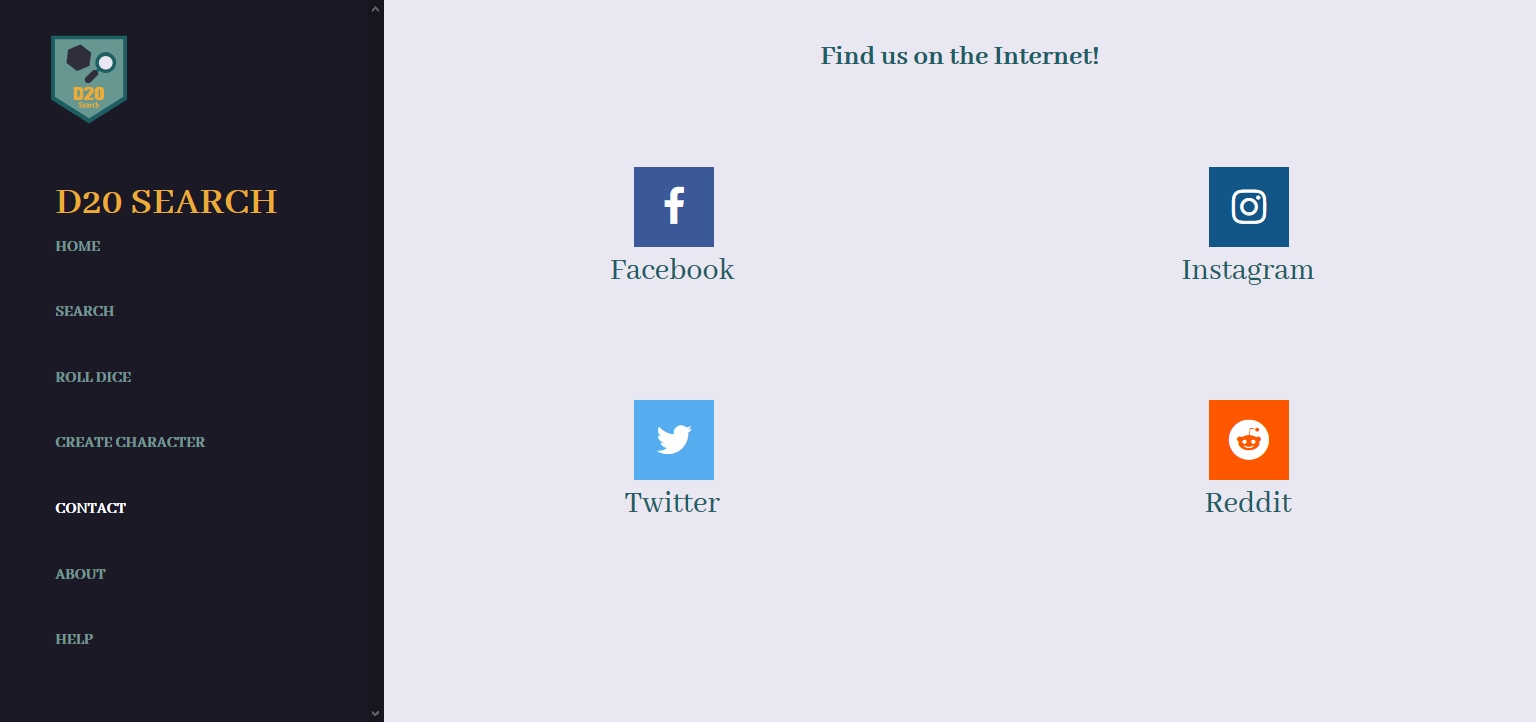 D20
Search
D20 SEARCH
HOME
SEARCH
ROLL DICE
CREATE CHARACTER
CONTACT
ABOUT
HELP
Find us on the Internet!
Facebook
Instagram
Twitter
Reddit